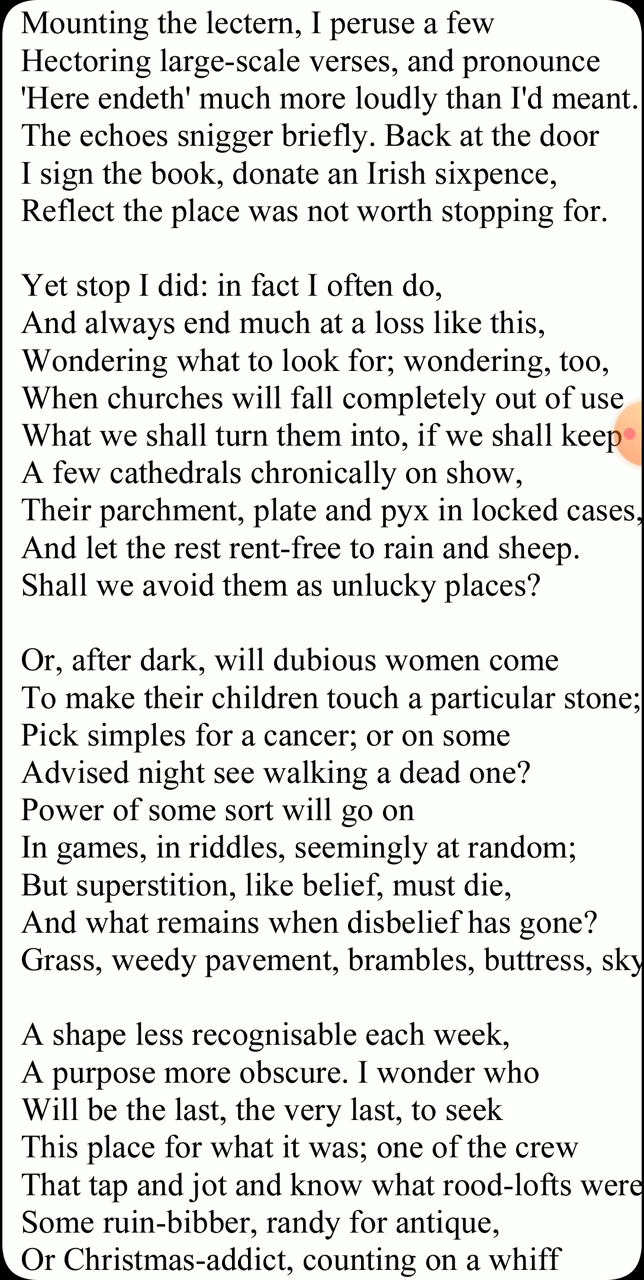 Mounting the lectern, I peruse a few
Hectoring large-scale verses, and pronounce
'Here endeth' much more loudly than I'd meant.
The echoes snigger briefly. Back at the door
I sign the book, donate an Irish sixpence,
Reflect the place was not worth stopping for.

Yet stop I did: in fact I often do,
And always end much at a loss like this,
Wondering what to look for; wondering, too,
When churches will fall completely out of use
What we shall turn them into, if we shall keep
A few cathedrals chronically on show,
Their parchment, plate and pyx in locked cases,
And let the rest rent-free to rain and sheep.
Shall we avoid them as unlucky places?

Or, after dark, will dubious women come
To make their children touch a particular stone;
Pick simples for a cancer; or on some
Advised night see walking a dead one?
Power of some sort will go on
In games, in riddles, seemingly at random;
But superstition, like belief, must die,
And what remains when disbelief has gone?
Grass, weedy pavement, brambles, buttress, sky

A shape less recognisable each week,
A purpose more obscure. I wonder who
Will be the last, the very last, to seek
This place for what it was; one of the crew
That tap and jot and know what rood-lofts were
Some ruin-bibber, randy for antique,
Or Christmas-addict, counting on a whiff